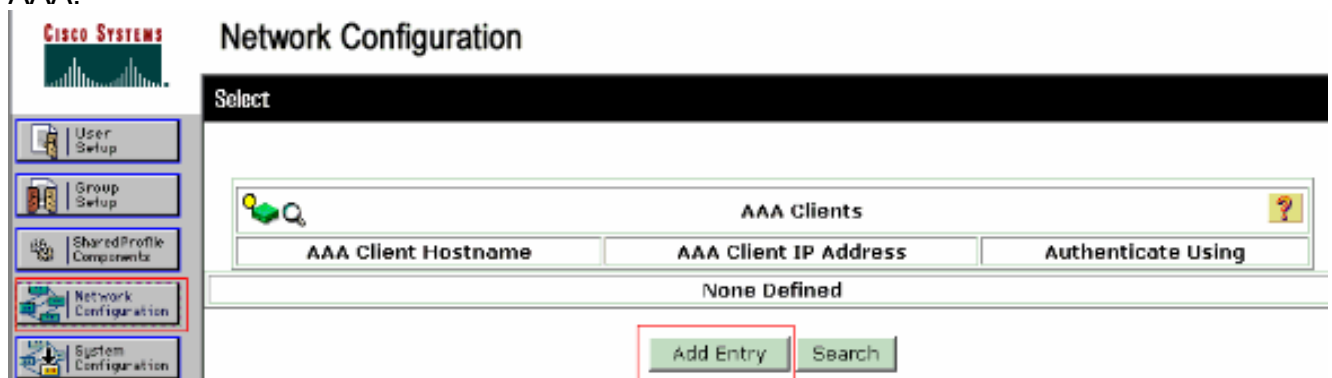 AAA.
CISCO SYSTEMS
Network Configuration
Select
User
Setup
Group
Setup
AAA Clients
?
SharedProfile
Components
AAA Client Hostname
AAA Client IP Address
Authenticate Using
Network
Configuration
None Defined
System
Configuration
Add Entry
Search